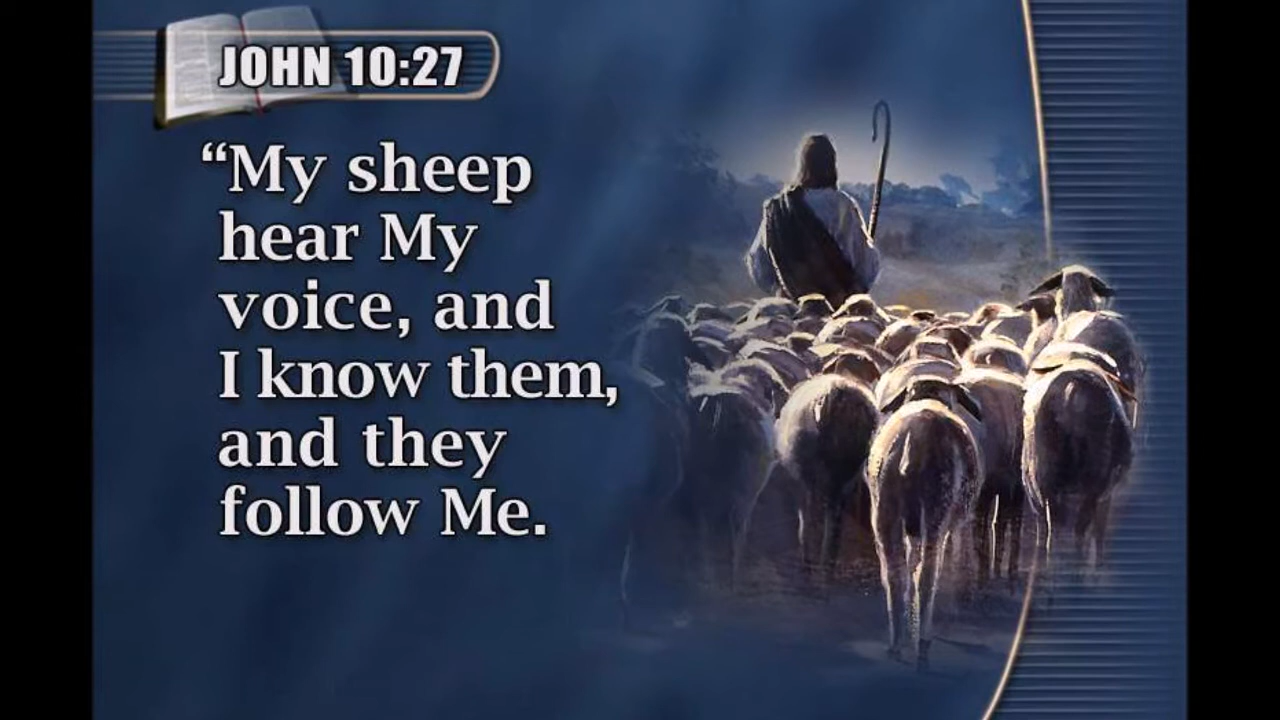 JOHN 10:27
“My sheep
hear My
voice, and
I know them,
and they
follow Me.